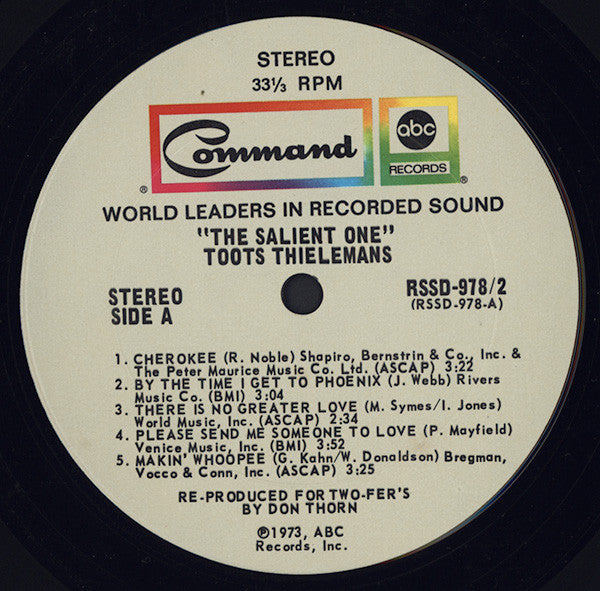 STEREO
33⅓ RPM
Command
abc
RECORDS
® ®
WORLD LEADERS IN RECORDED SOUND
"THE SALIENT ONE"
TOOTS THIELEMANS
STEREO RSSD-978/2
SIDE A (RSSD-978-A)
1. CHEROKEE (R. Noble) Shapiro, Bernstrin & Co., Inc. &
The Peter Maurice Music Co. Ltd. (ASCAP) 3:22
2. BY THE TIME I GET TO PHOENIX (J. Webb) Rivers
Music Co. (BMI) 3:04
3. THERE IS NO GREATER LOVE (M. Symes/I. Jones)
World Music, Inc. (ASCAP) 2:34
4. PLEASE SEND ME SOMEONE TO LOVE (P. Mayfield)
Venice Music, Inc. (BMI) 3:52
5. MAKIN' WHOOPEE (G. Kahn/W. Donaldson) Bregman,
Vocco & Conn, Inc. (ASCAP) 3:25
RE-PRODUCED FOR TWO-FER'S
BY DON THORN
℗1973, ABC
Records, Inc.